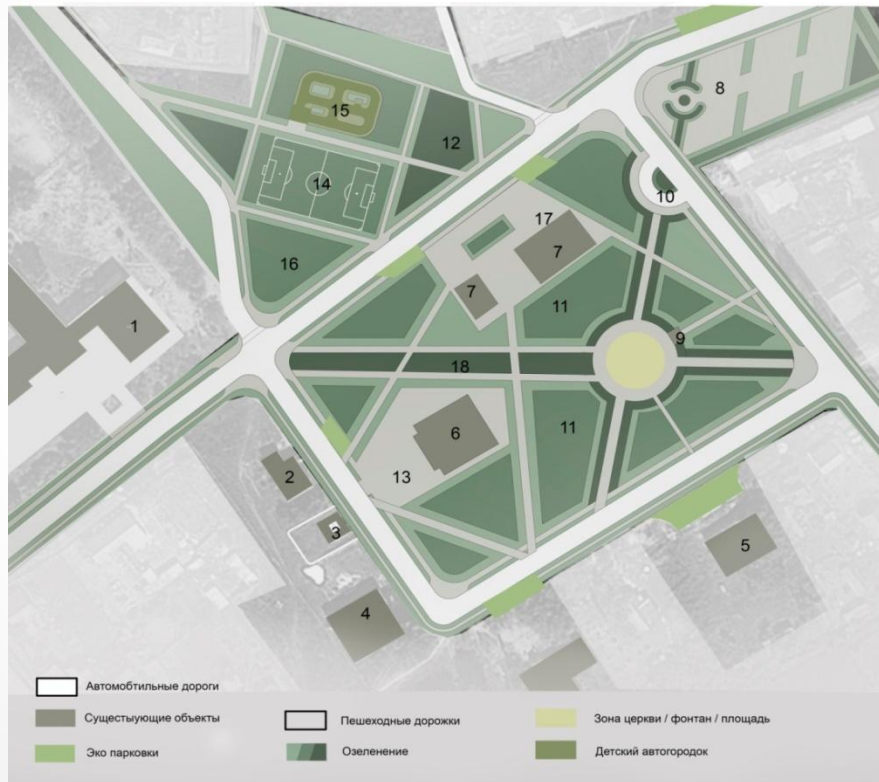 15
12
8
14
10
17
7
16
7
11
1
9
18
6
11
2
13
3
5
4
Автомобтильные дороги
Сущестыующие объекты
Пешеходные дорожки
Зона церкви / фонтан / площадь
Эко парковки
Озеленение
Детский автогородок